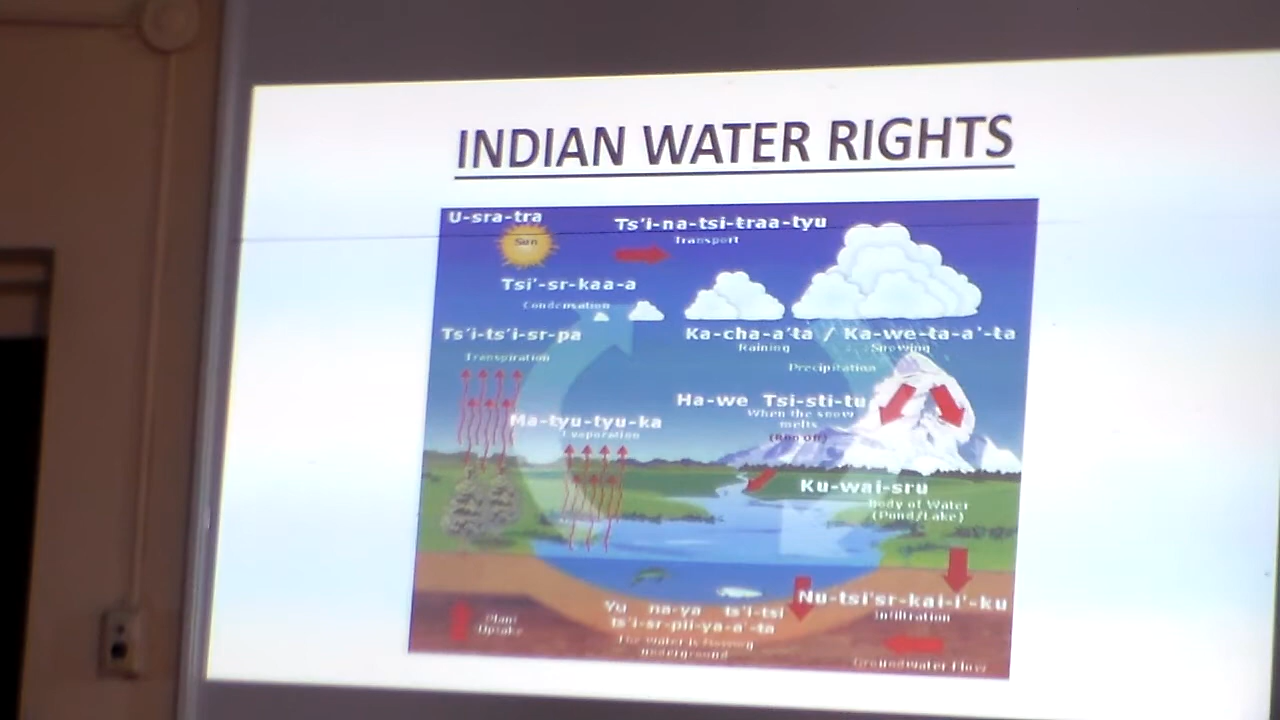 INDIAN WATER RIGHTS
U-sra-tra
Sun
Ts'i-na-tsi-traa-tyu
Transport
Tsi'-sr-kaa-a
Condensation
Ts'i-ts'i-sr-pa
Transpiration
Ka-cha-a'ta / Ka-we-ta-a'-ta
Raining Snowing
Precipitation
Ha-we Tsi-sti-tu
When the snow
melts
(Run Off)
Ma-tyu-tyu-ka
Evaporation
Ku-wai-sru
Body of Water
(Pond/Lake)
Nu-tsi'sr-kai-i'-ku
Infiltration
Yu na-ya ts'i-tsi
ts'i-sr-pii-ya-a'-ta
The water is flowing
underground
Plant
Uptake
GroundWater Flow